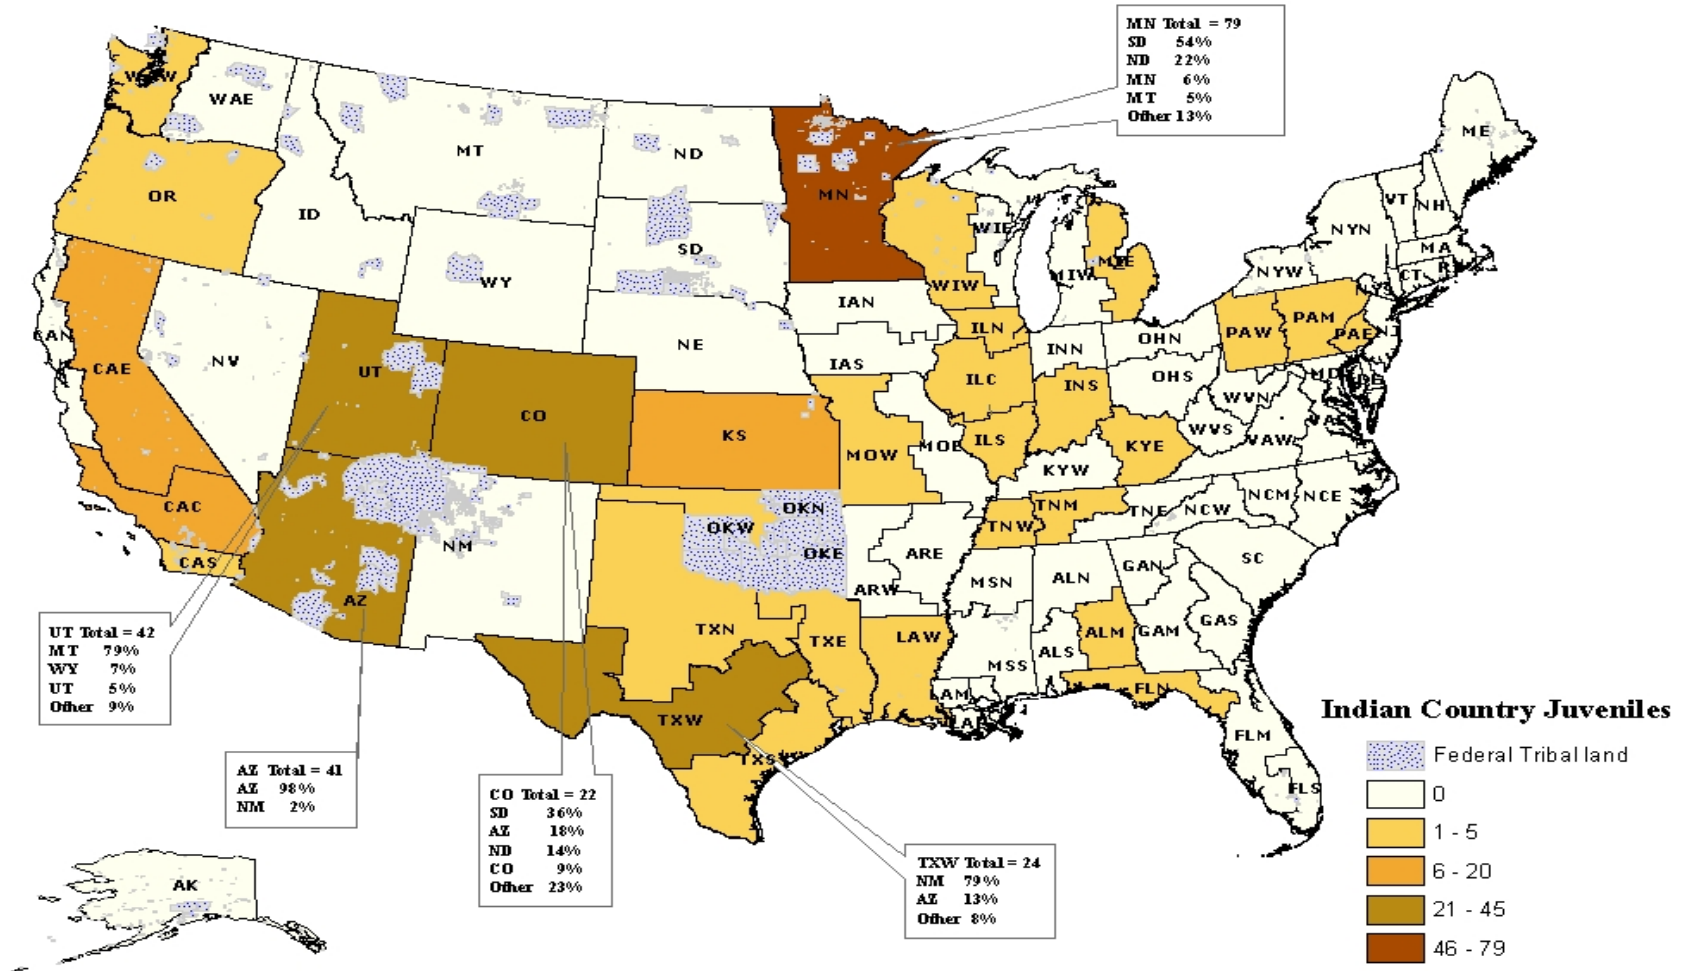 MN Total = 79
SD 54%
ND 22%
MN 6%
MT 5%
Other 13%
WAE
MT
ND
MN
ME
OR
ID
SD
WIE
VT
NH
NYN
MA
WY
WIW
MIW
MIE
NYW
CT
IAN
CAN
NV
NE
ILN
OHN
PAW
PAM
PAE
NJ
CAE
UT
IAS
INN
CO
ILC
INS
OHS
WVN
MD
DE
KS
MOW
MOE
ILS
KYW
KYE
WVS
VAW
CAC
OKW
OKN
TNW
TNM
TNE
NCW
NCM
NCE
CAS
NM
OKE
ARE
ARW
MSN
ALN
GAN
SC
AZ
TXN
TXE
LAW
MSS
ALS
ALM
GAM
GAS
UT Total = 42
MT 79%
WY 7%
UT 5%
Other 9%
TXW
TXS
LAM
LAE
FLN
FLM
FLS
Indian Country Juveniles
Federal Tribal land
0
1 - 5
6 - 20
21 - 45
46 - 79
AZ Total = 41
AZ 98%
NM 2%
CO Total = 22
SD 36%
AZ 18%
ND 14%
CO 9%
Other 23%
TXW Total = 24
NM 79%
AZ 13%
Other 8%
AK